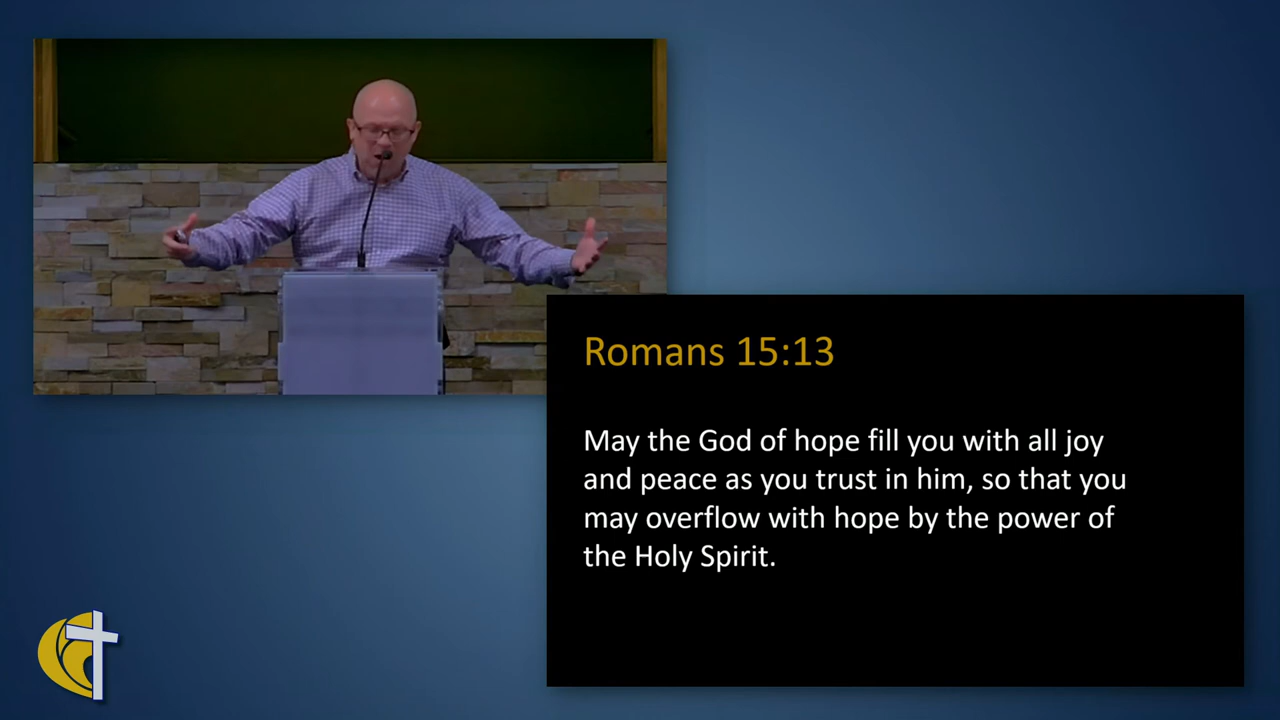 Romans 15:13
May the God of hope fill you with all joy
and peace as you trust in him, so that you
may overflow with hope by the power of
the Holy Spirit.